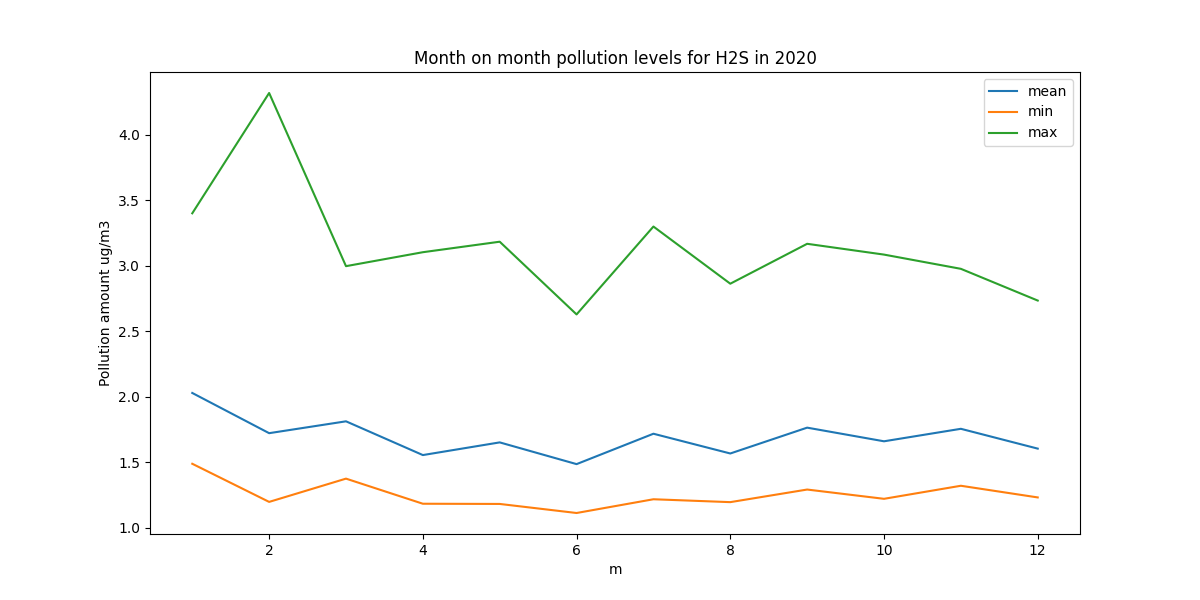 Month on month pollution levels for H2S in 2020
mean
min
max
Pollution amount ug/m3
4.0
3.5
3.0
2.5
2.0
1.5
1.0
2 4 6 8 10 12
m